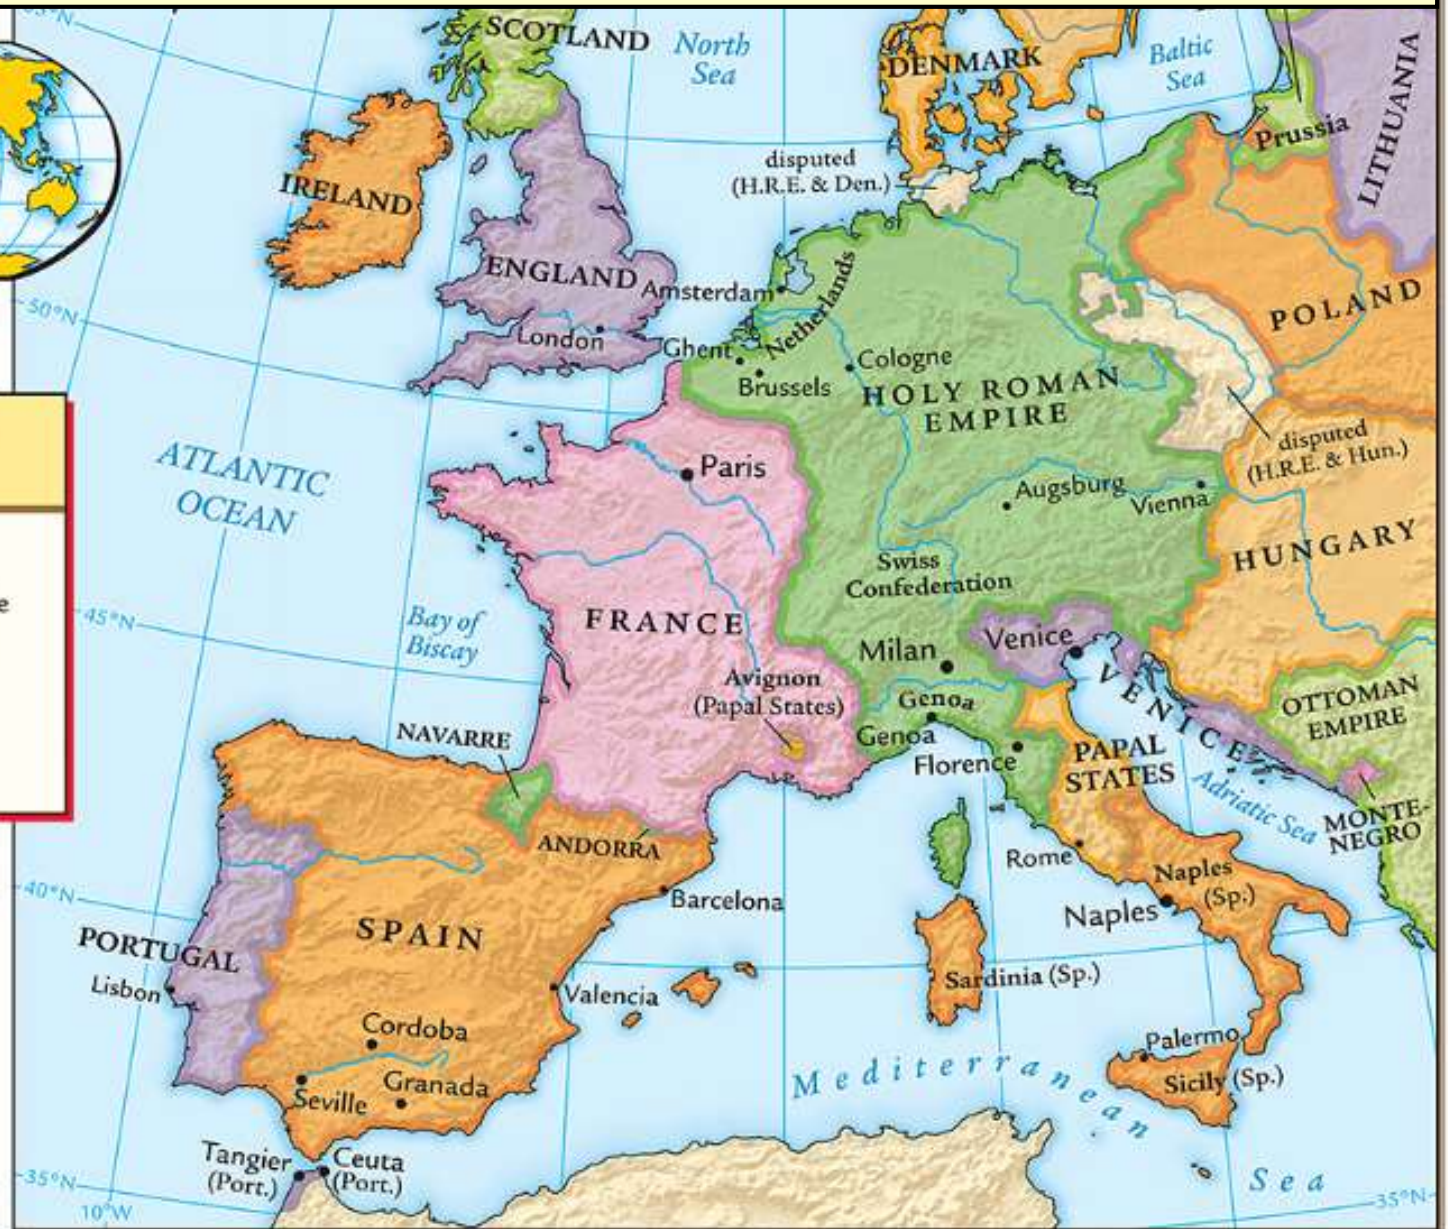 55°N
SCOTLAND
North
Sea
DENMARK
Baltic
Sea
LITHUANIA
Prussia
disputed
(H.R.E. & Den.)
IRELAND
ENGLAND
Amsterdam
Netherlands
POLAND
50°N
London
Ghent
Brussels
Cologne
HOLY ROMAN
EMPIRE
disputed
(H.R.E. & Hun.)
ATLANTIC
OCEAN
Paris
Augsburg
Vienna
HUNGARY
Swiss
Confederation
e
45°N
Bay of
Biscay
FRANCE
Milan
Venice
VENICE
Avignon
(Papal States)
Genoa
Genoa
Florence
OTTOMAN
EMPIRE
NAVARRE
PAPAL
STATES
Adriatic Sea
MONTE-
NEGRO
ANDORRA
Rome
Naples
(Sp.)
Naples
40°N
Barcelona
SPAIN
PORTUGAL
Lisbon
Valencia
Sardinia (Sp.)
Cordoba
Palermo
Granada
Seville
Sicily (Sp.)
Mediterranean
Sea
Tangier
(Port.)
Ceuta
(Port.)
35°N
35°N
10°W